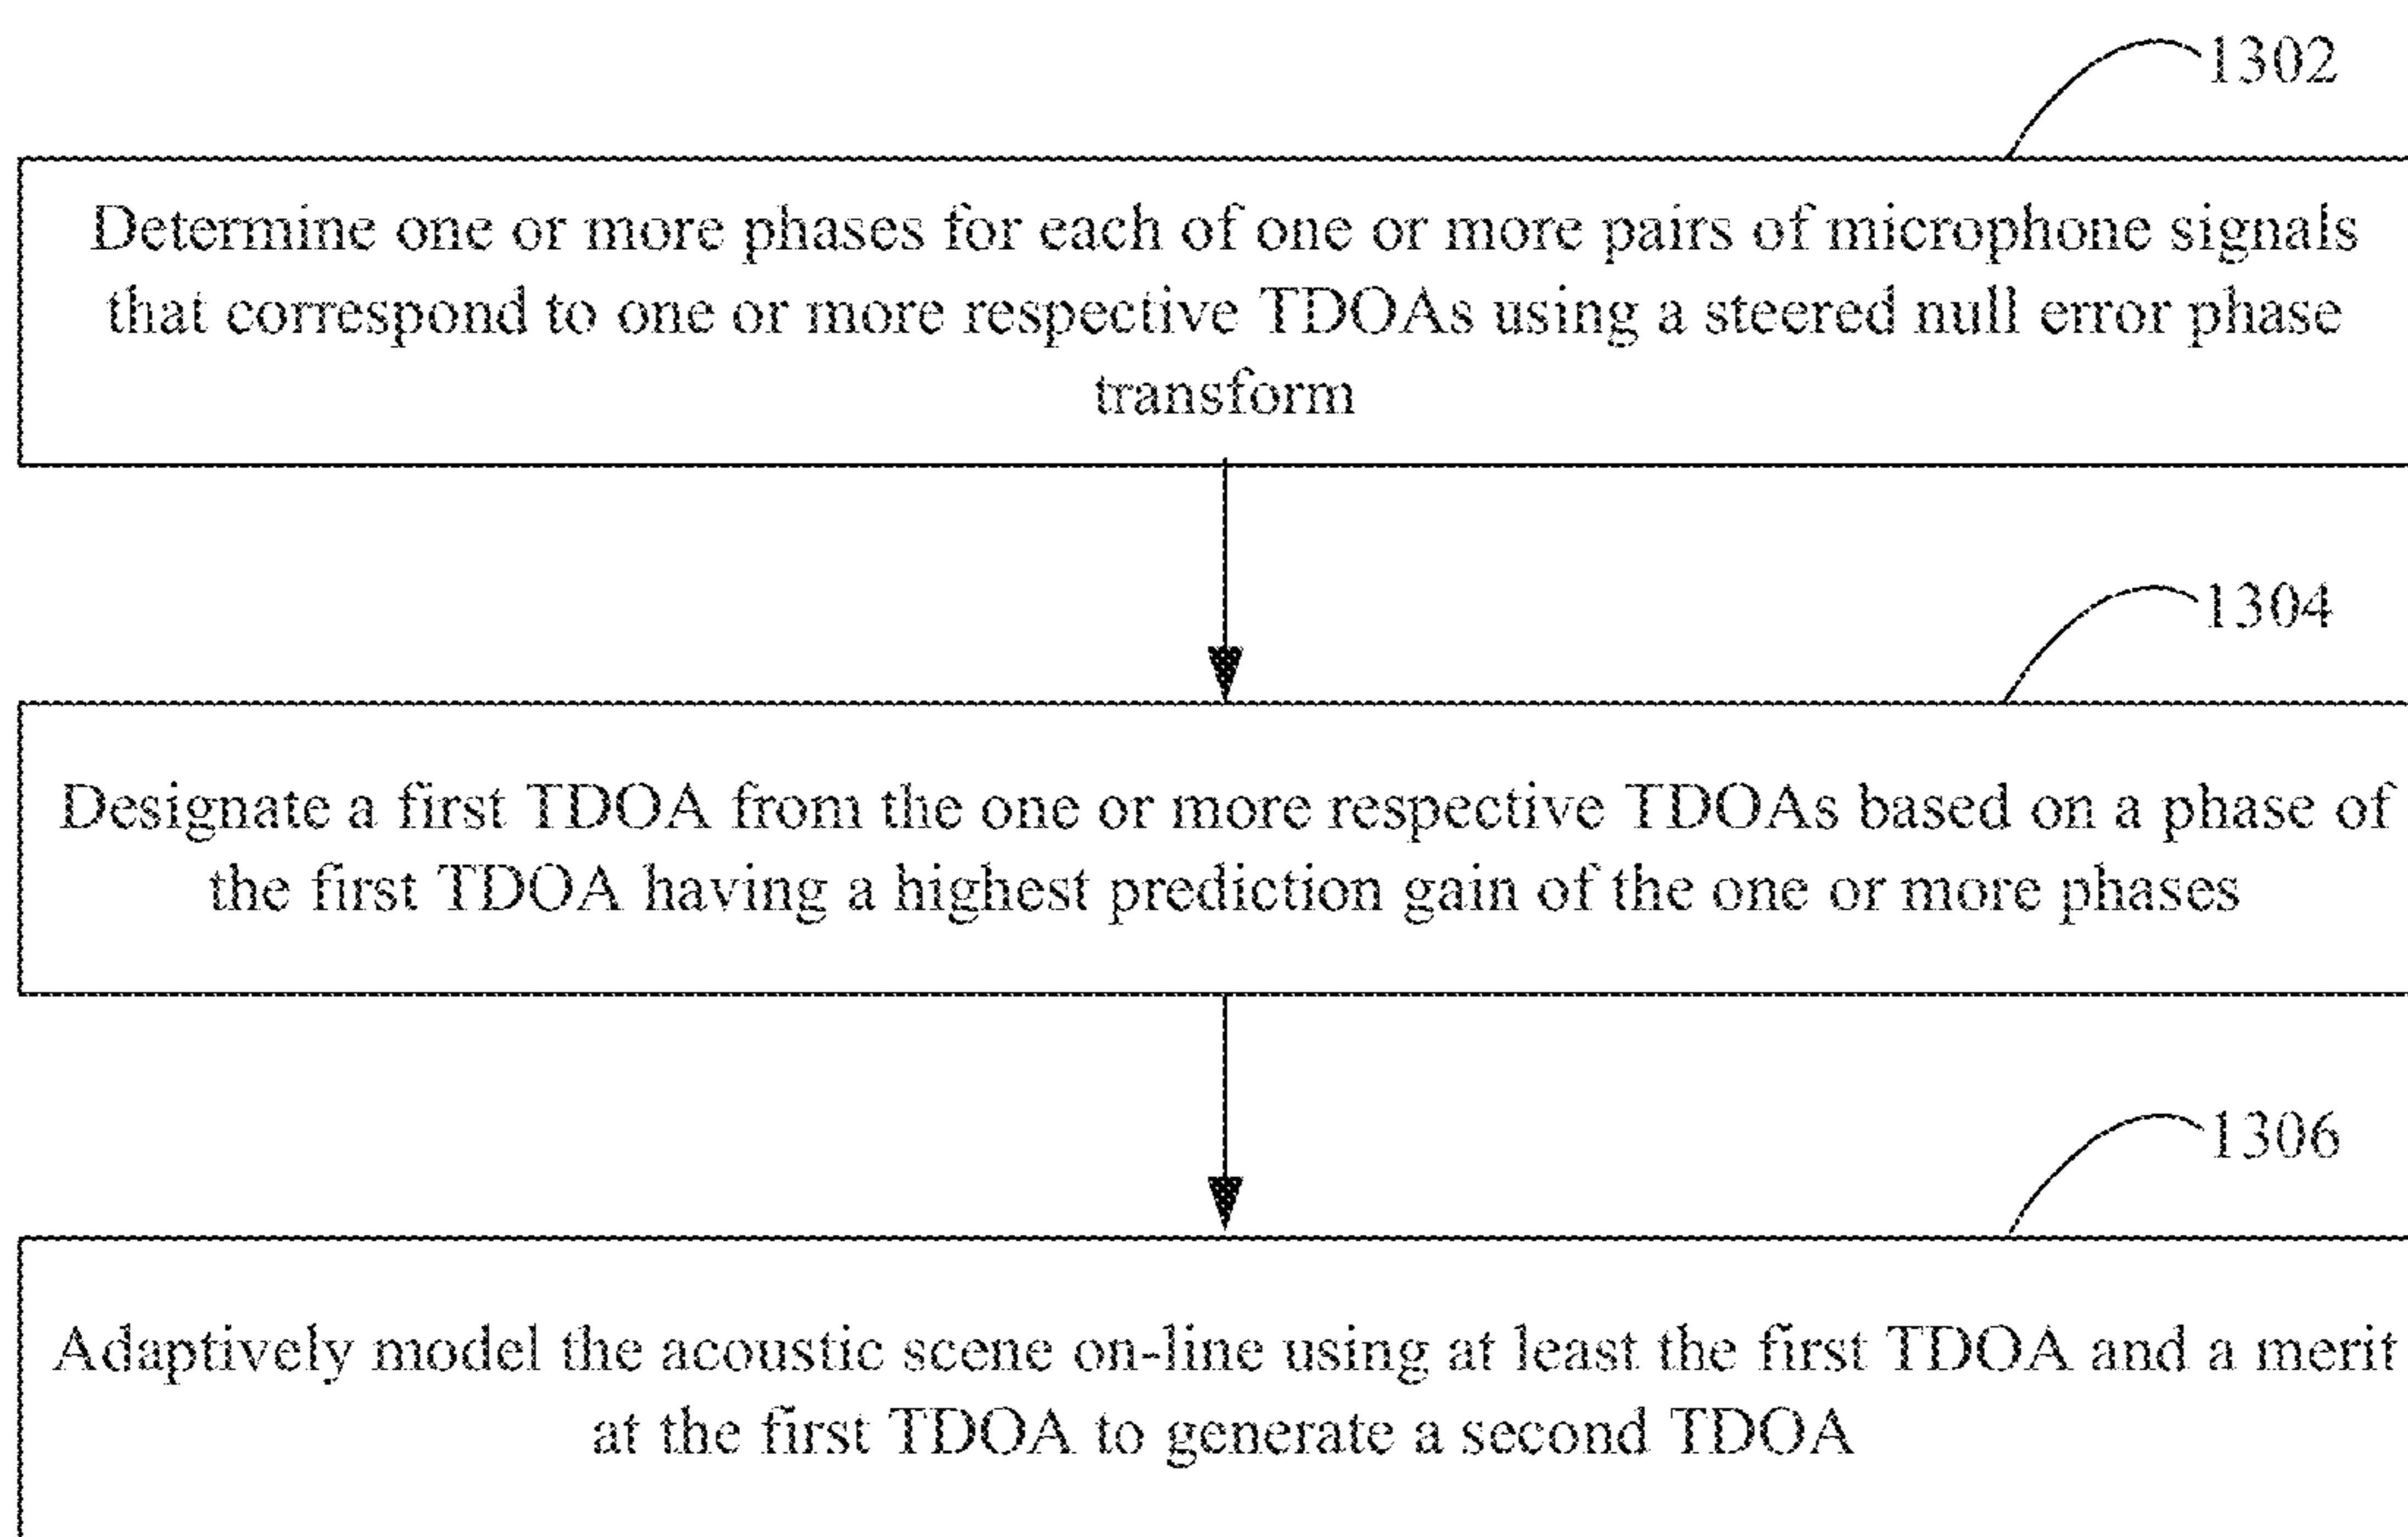 1302
Determine one or more phases for each of one or more pairs of microphone signals
that correspond to one or more respective TDOAs using a steered null error phase
transform
1304
Designate a first TDOA from the one or more respective TDOAs based on a phase of
the first TDOA having a highest prediction gain of the one or more phases
1306
Adaptively model the acoustic scene on-line using at least the first TDOA and a merit
at the first TDOA to generate a second TDOA